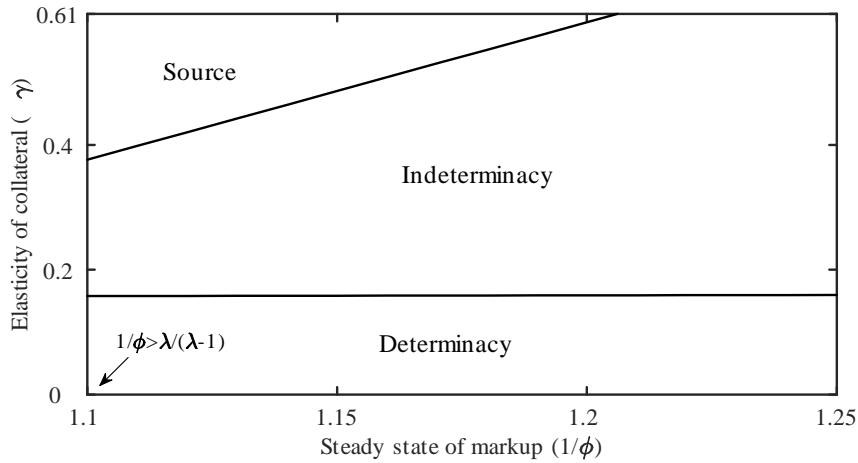 0.61
Source
Elasticity of collateral ( γ)
0.4
Indeterminacy
0.2
1/ϕ>λ/(λ-1)
Determinacy
0
1.1 1.15 1.2 1.25
Steady state of markup (1/ϕ)